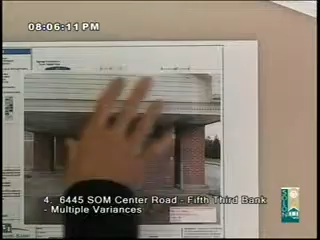 08:06:11 PM
4. 6445 SOM Center Road - Fifth Third Bank
- Multiple Variances